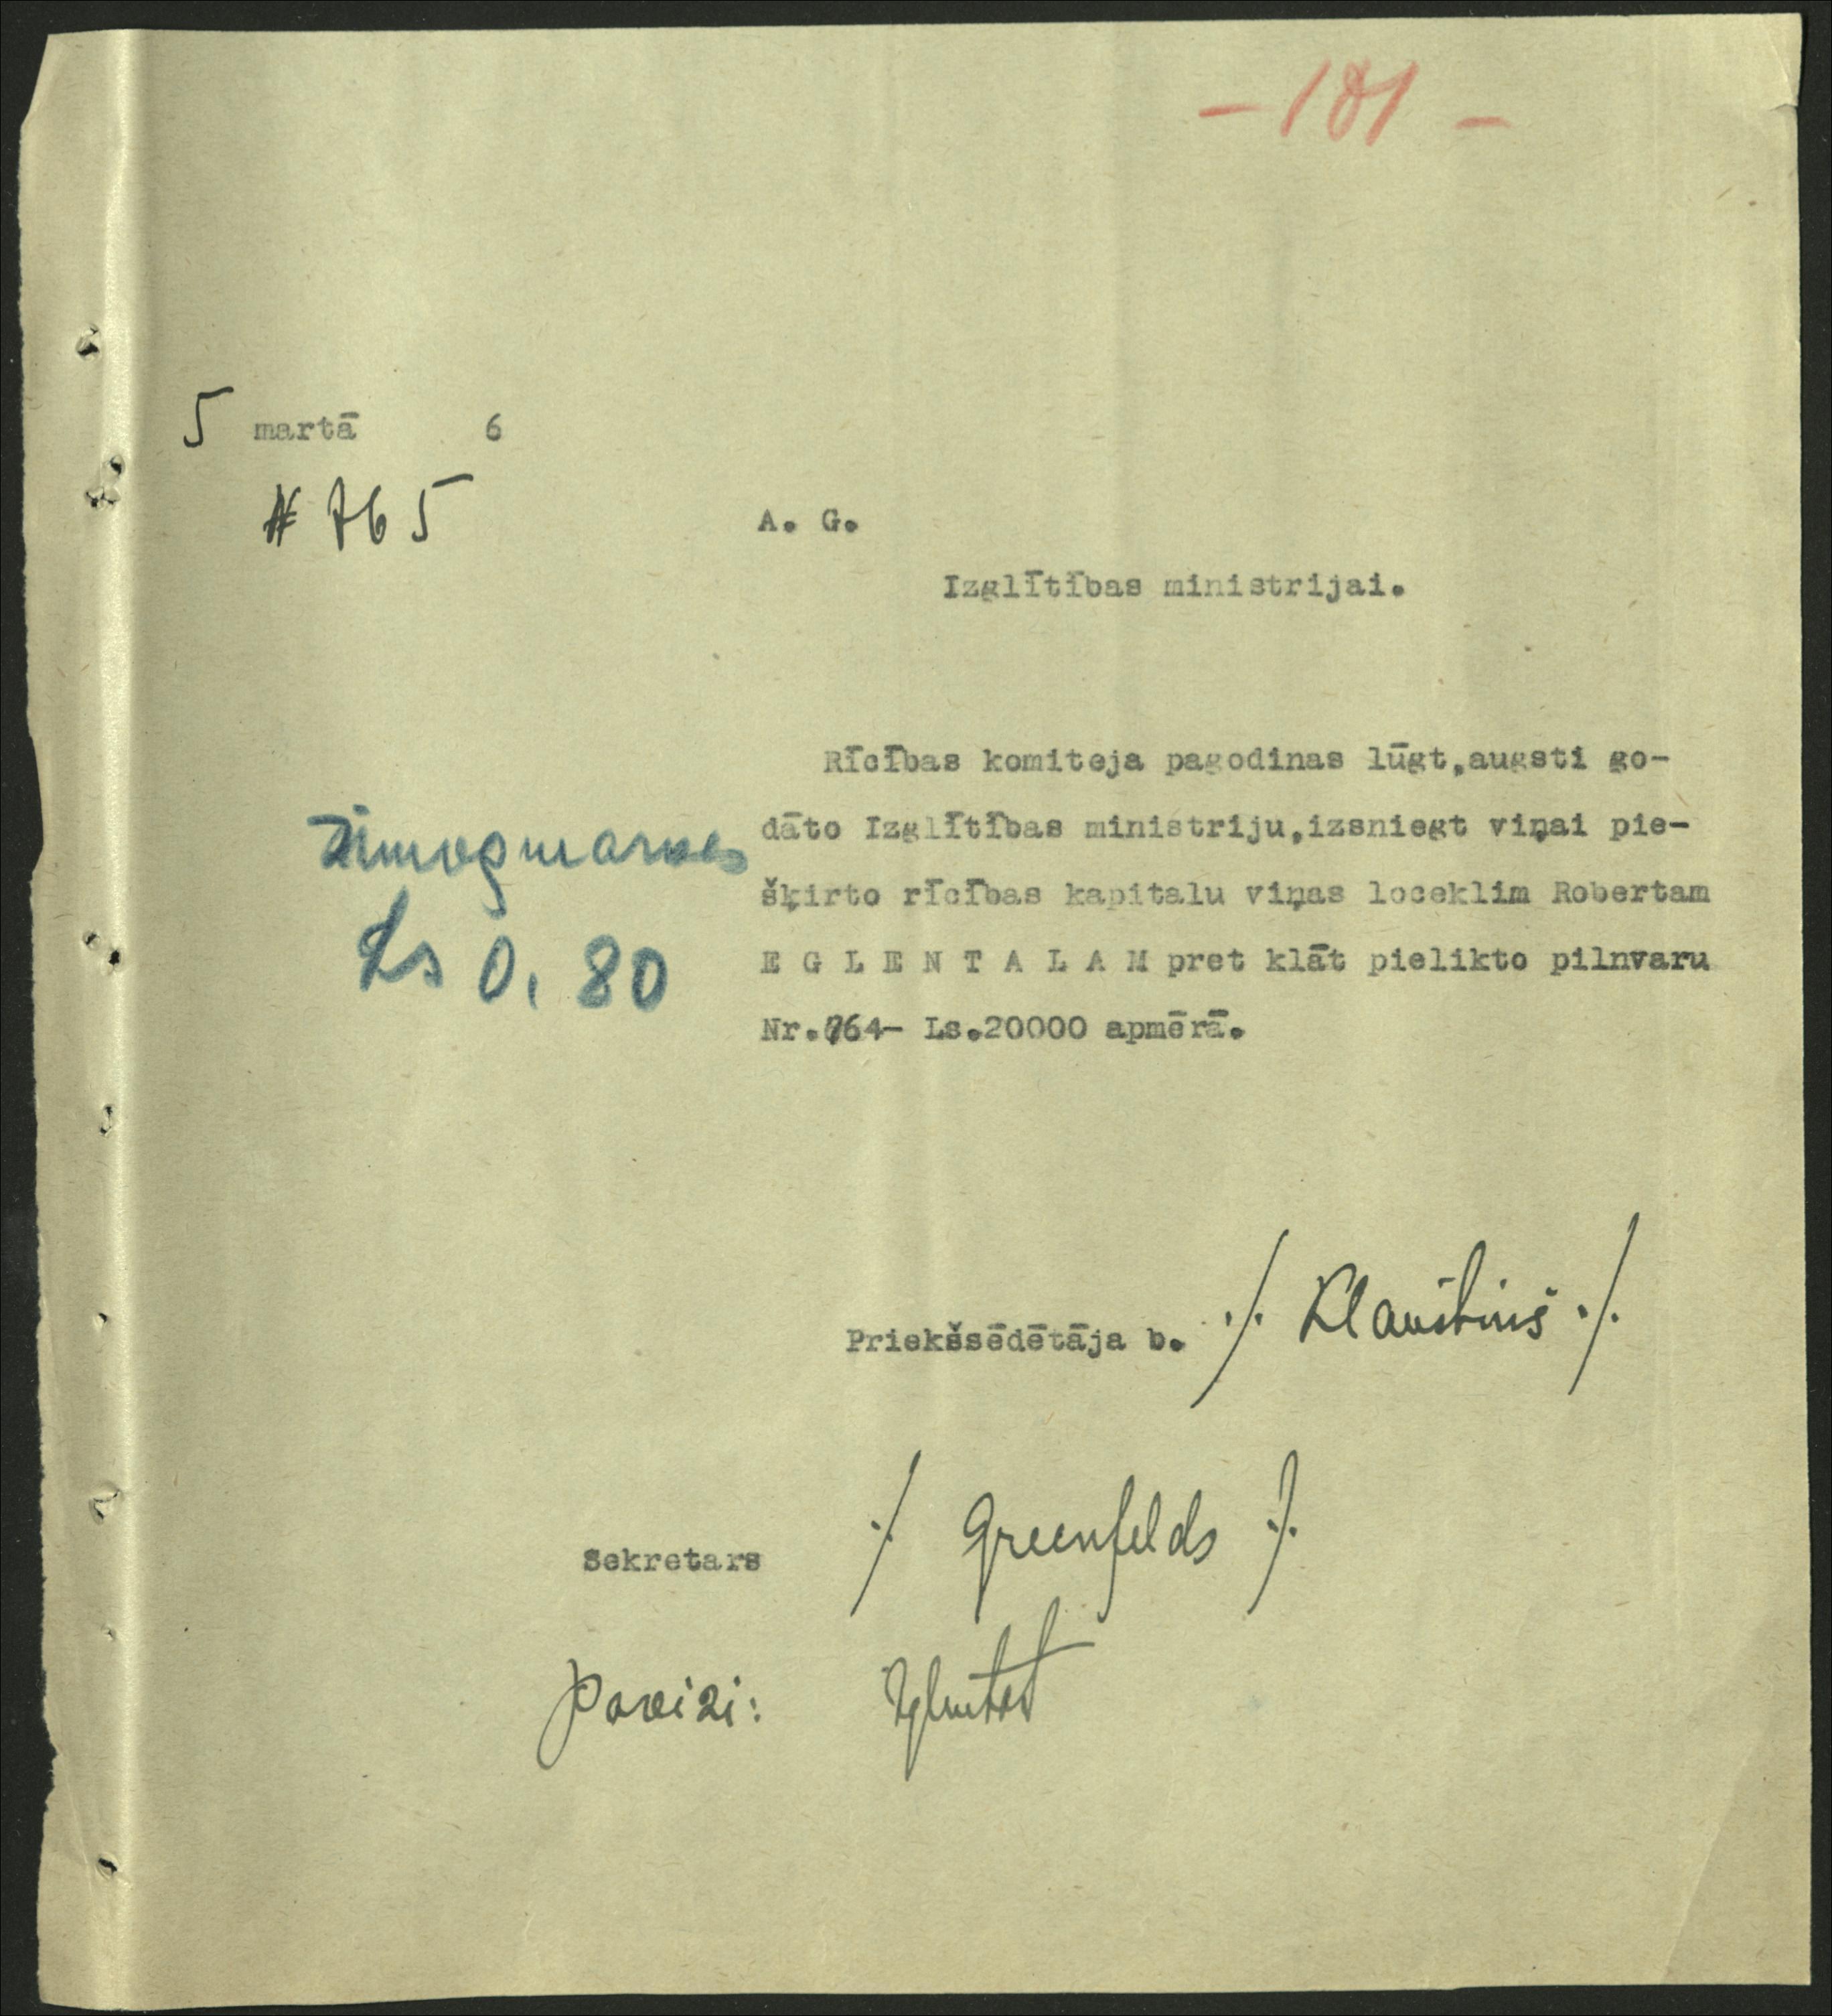 - 181 -
5 martā 6
# 765
A. G.
Izglītības ministrijai.
Rīcības komiteja pagodinas lūgt,augsti go-
dāto Izglītības ministriju,izsniegt viņai pie-
šķirto rīcības kapitalu viņas loceklim Robertam
E G L E N T A L A M pret klāt pielikto pilnvaru
Nr.764- Ls.20000 apmērā.
Zīmogmarkes
Ls 0,80
Priekšsēdētāja b. ./. Klaustiņš ./.
Sekretars ./. Greenfelds ./.
Pareizi: